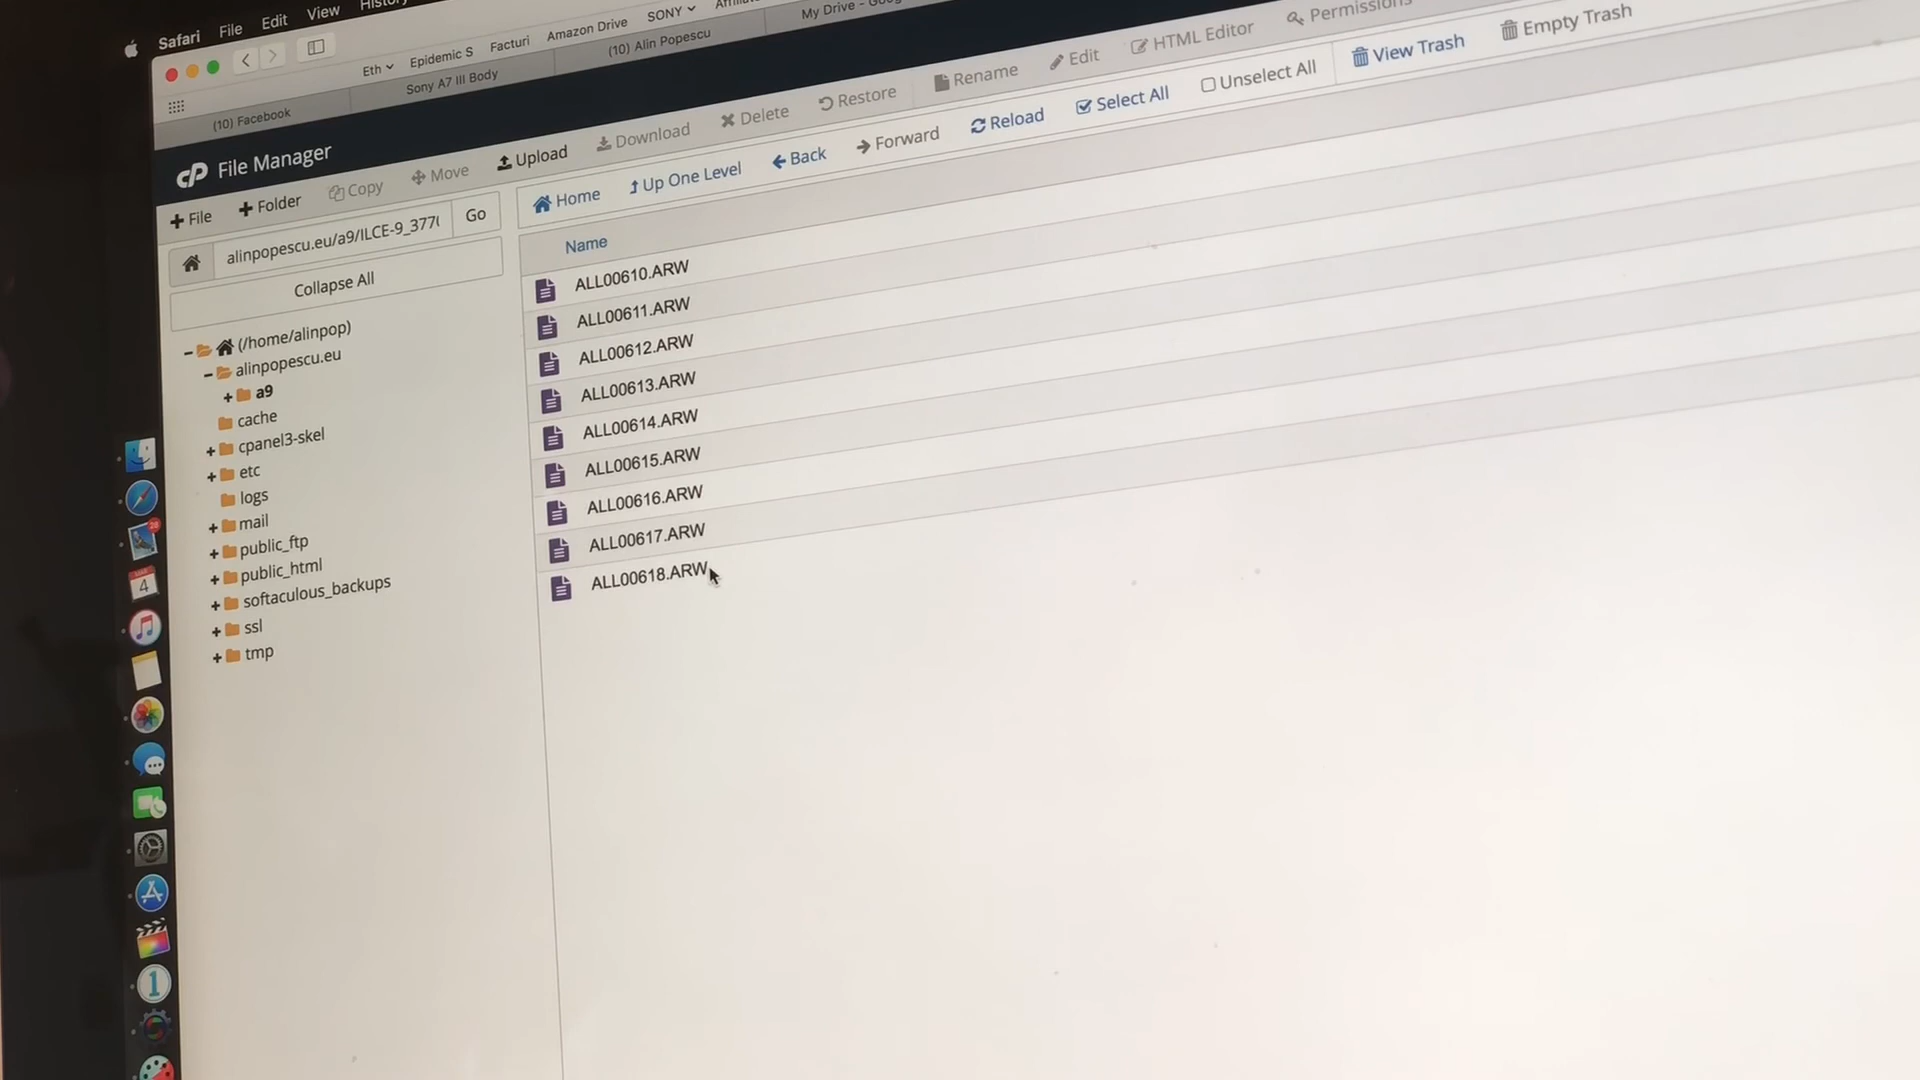 Safari File Edit View
Eth Epidemic S Facturi Amazon Drive SONY
(10) Facebook Sony A7 III Body (10) Alin Popescu My Drive -
cP File Manager
+ File + Folder Copy Move Upload Download Delete Restore Rename Edit HTML Editor Permissions
alinpopescu.eu/a9/ILCE-9_377 Go
Home Up One Level Back Forward Reload Select All Unselect All View Trash Empty Trash
Collapse All
(/home/alinpop)
alinpopescu.eu
a9
cache
cpanel3-skel
etc
logs
mail
public_ftp
public_html
softaculous_backups
ssl
tmp
Name
ALL00610.ARW
ALL00611.ARW
ALL00612.ARW
ALL00613.ARW
ALL00614.ARW
ALL00615.ARW
ALL00616.ARW
ALL00617.ARW
ALL00618.ARW
4
1